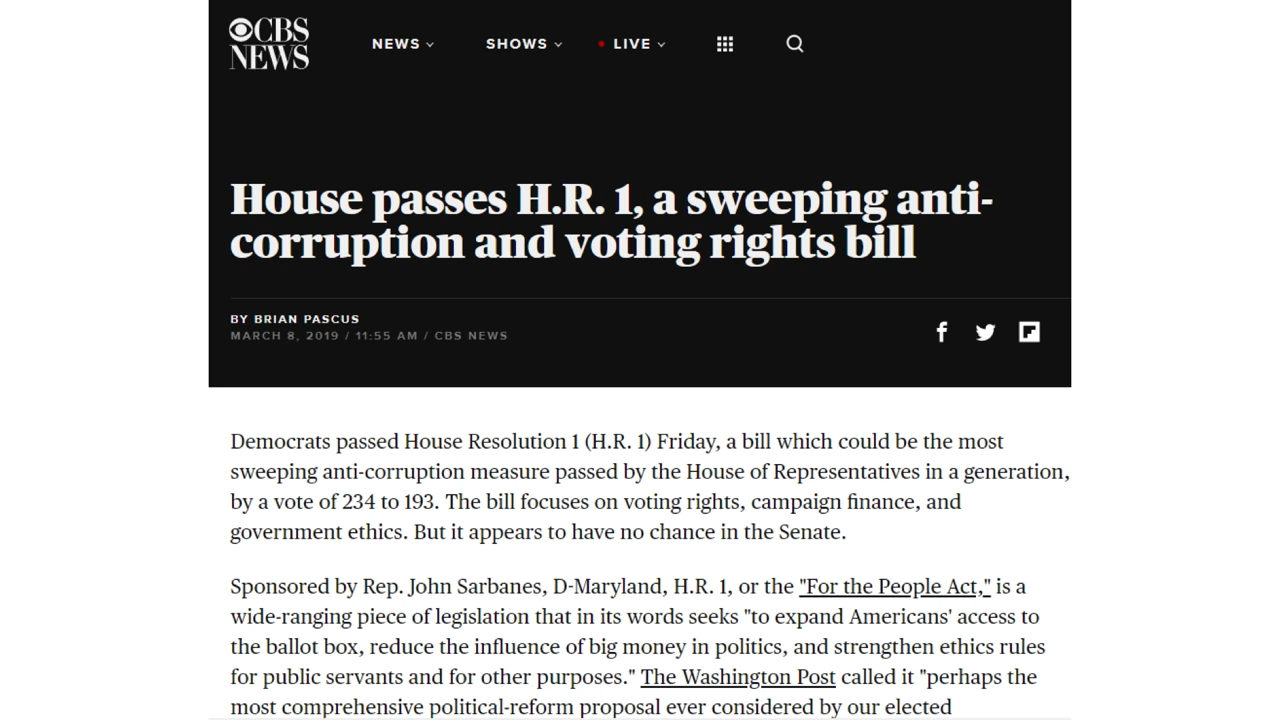 CBS NEWS
NEWS
SHOWS
LIVE
House passes H.R. 1, a sweeping anti-
corruption and voting rights bill
BY BRIAN PASCUS
MARCH 8, 2019 / 11:55 AM / CBS NEWS
Democrats passed House Resolution 1 (H.R. 1) Friday, a bill which could be the most
sweeping anti-corruption measure passed by the House of Representatives in a generation,
by a vote of 234 to 193. The bill focuses on voting rights, campaign finance, and
government ethics. But it appears to have no chance in the Senate.
Sponsored by Rep. John Sarbanes, D-Maryland, H.R. 1, or the "For the People Act," is a
wide-ranging piece of legislation that in its words seeks "to expand Americans' access to
the ballot box, reduce the influence of big money in politics, and strengthen ethics rules
for public servants and for other purposes." The Washington Post called it "perhaps the
most comprehensive political-reform proposal ever considered by our elected